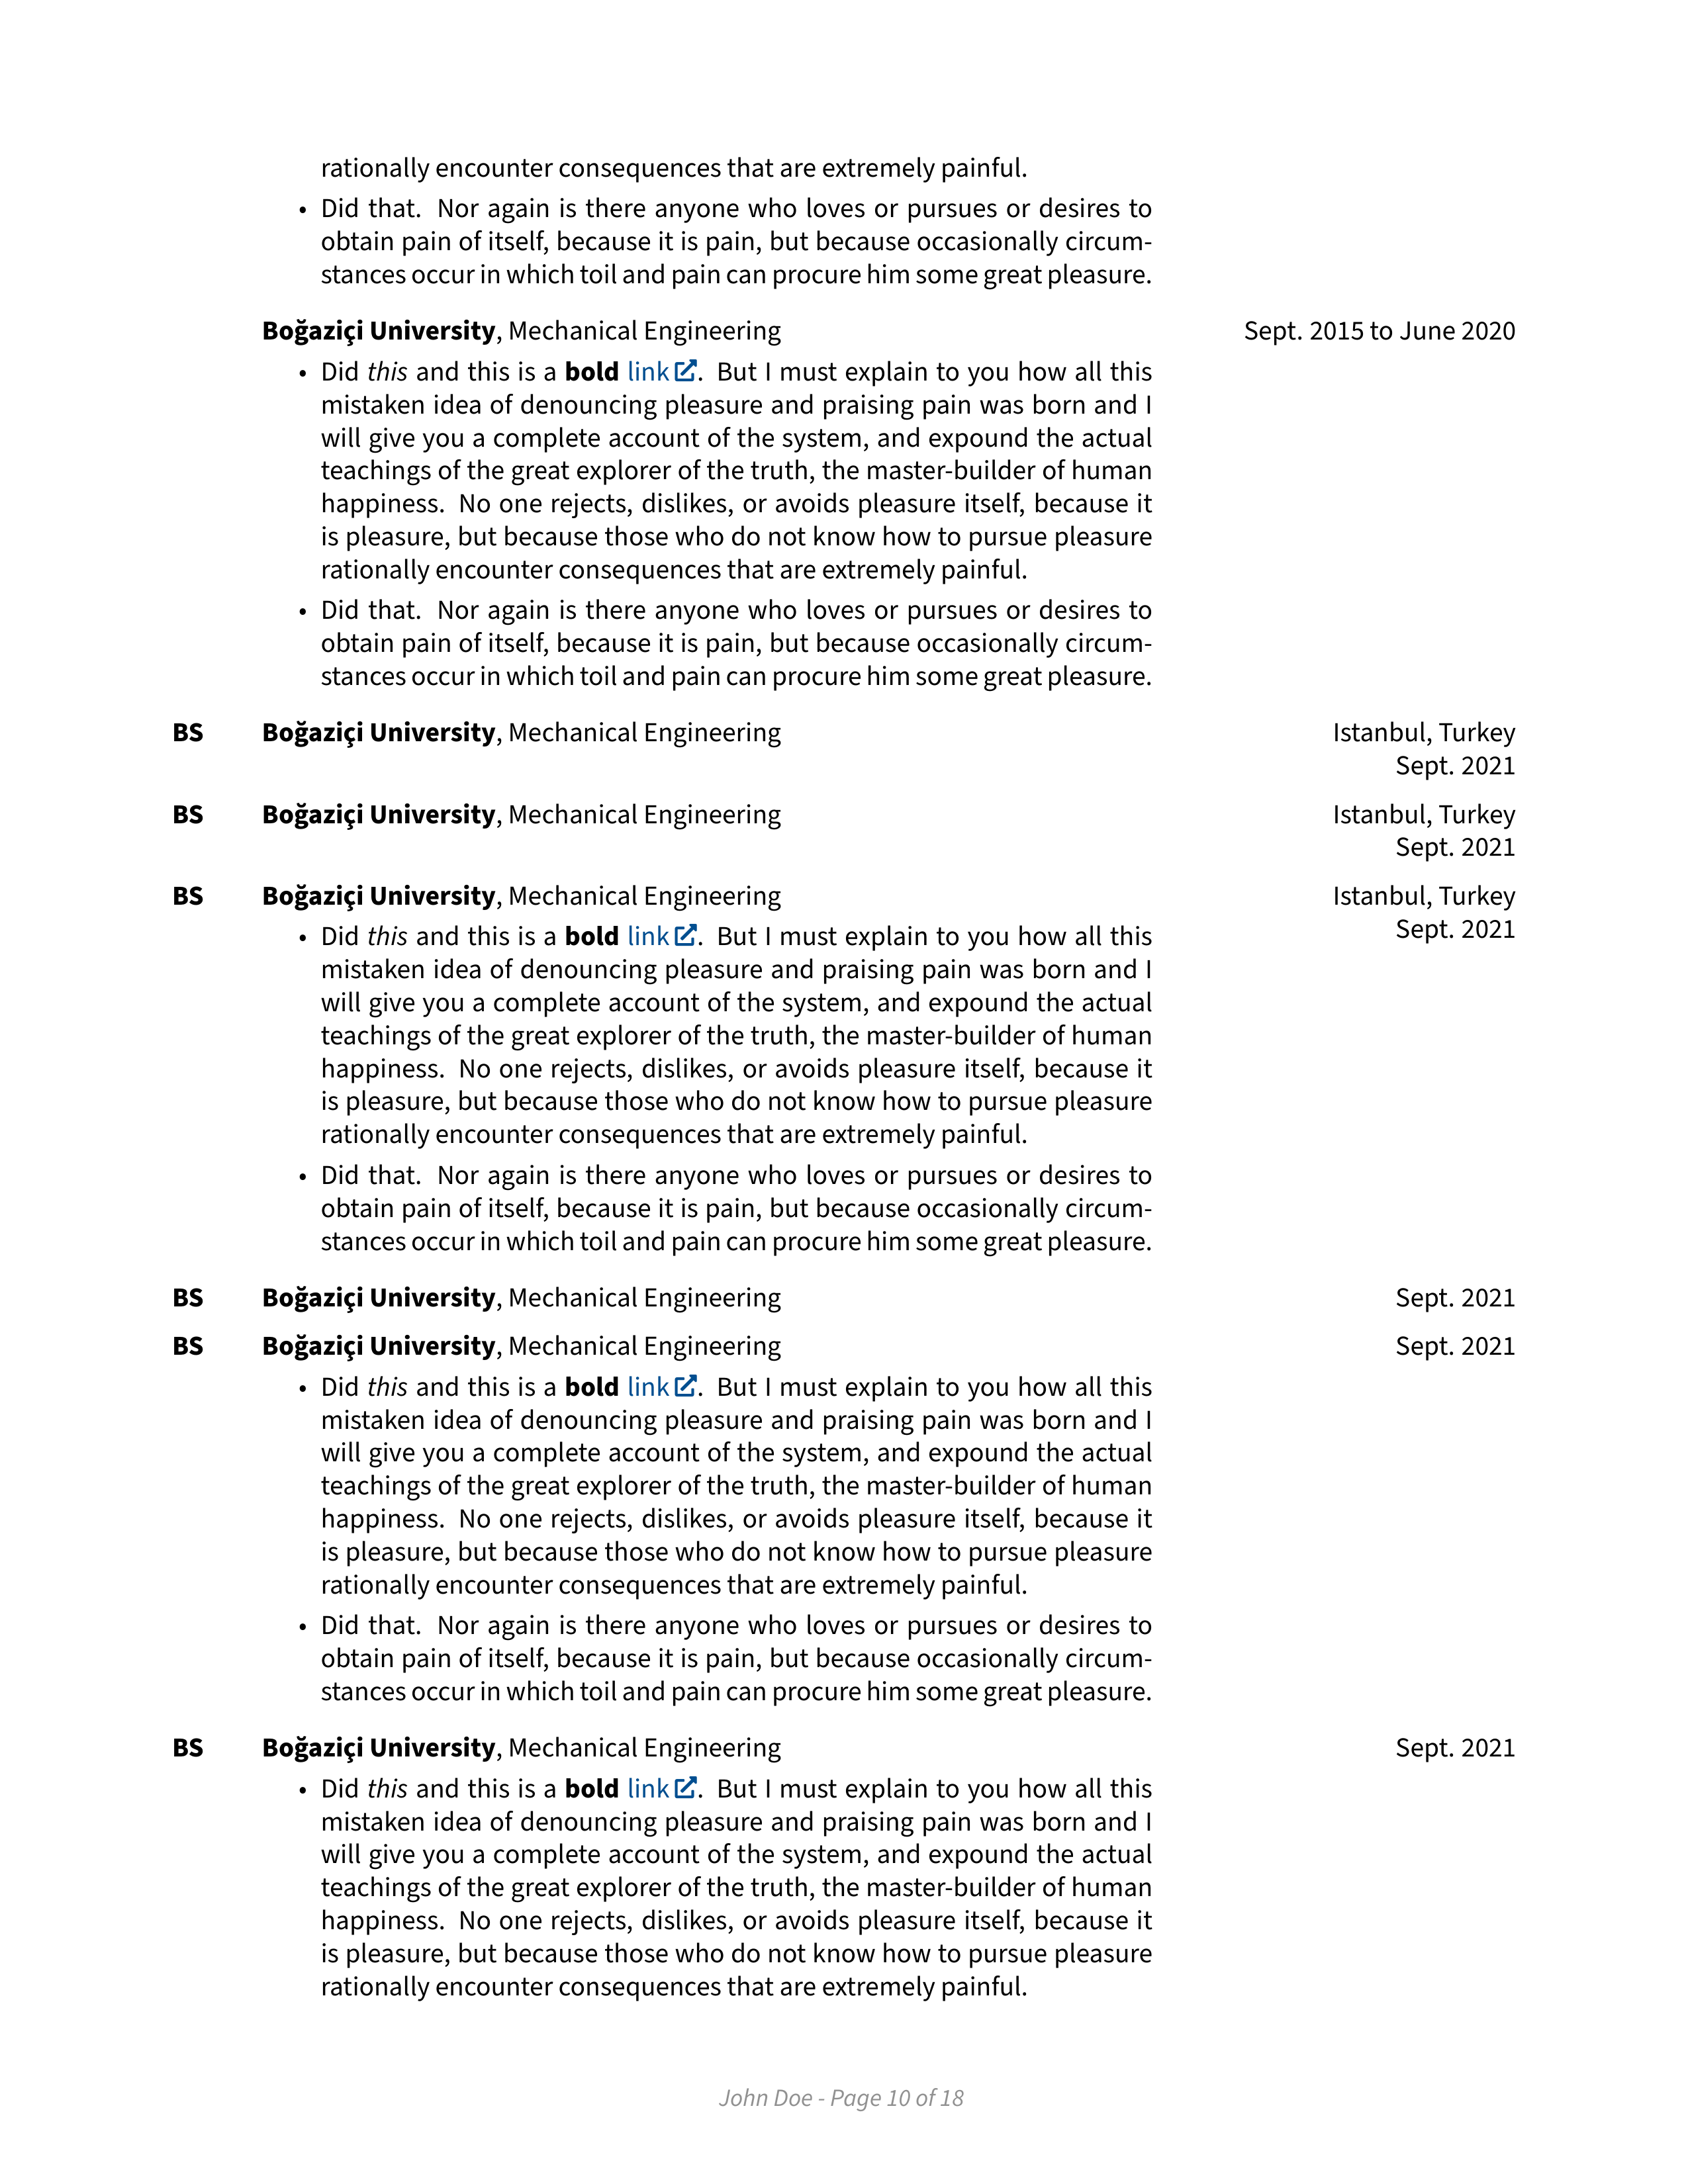 rationally encounter consequences that are extremely painful.
• Did that. Nor again is there anyone who loves or pursues or desires to
obtain pain of itself, because it is pain, but because occasionally circum-
stances occur in which toil and pain can procure him some great pleasure.
Boğaziçi University, Mechanical Engineering Sept. 2015 to June 2020
• Did this and this is a bold link. But I must explain to you how all this
mistaken idea of denouncing pleasure and praising pain was born and I
will give you a complete account of the system, and expound the actual
teachings of the great explorer of the truth, the master-builder of human
happiness. No one rejects, dislikes, or avoids pleasure itself, because it
is pleasure, but because those who do not know how to pursue pleasure
rationally encounter consequences that are extremely painful.
• Did that. Nor again is there anyone who loves or pursues or desires to
obtain pain of itself, because it is pain, but because occasionally circum-
stances occur in which toil and pain can procure him some great pleasure.
BS Boğaziçi University, Mechanical Engineering Istanbul, Turkey
Sept. 2021
BS Boğaziçi University, Mechanical Engineering Istanbul, Turkey
Sept. 2021
BS Boğaziçi University, Mechanical Engineering Istanbul, Turkey
Sept. 2021
• Did this and this is a bold link. But I must explain to you how all this
mistaken idea of denouncing pleasure and praising pain was born and I
will give you a complete account of the system, and expound the actual
teachings of the great explorer of the truth, the master-builder of human
happiness. No one rejects, dislikes, or avoids pleasure itself, because it
is pleasure, but because those who do not know how to pursue pleasure
rationally encounter consequences that are extremely painful.
• Did that. Nor again is there anyone who loves or pursues or desires to
obtain pain of itself, because it is pain, but because occasionally circum-
stances occur in which toil and pain can procure him some great pleasure.
BS Boğaziçi University, Mechanical Engineering Sept. 2021
BS Boğaziçi University, Mechanical Engineering Sept. 2021
• Did this and this is a bold link. But I must explain to you how all this
mistaken idea of denouncing pleasure and praising pain was born and I
will give you a complete account of the system, and expound the actual
teachings of the great explorer of the truth, the master-builder of human
happiness. No one rejects, dislikes, or avoids pleasure itself, because it
is pleasure, but because those who do not know how to pursue pleasure
rationally encounter consequences that are extremely painful.
• Did that. Nor again is there anyone who loves or pursues or desires to
obtain pain of itself, because it is pain, but because occasionally circum-
stances occur in which toil and pain can procure him some great pleasure.
BS Boğaziçi University, Mechanical Engineering Sept. 2021
• Did this and this is a bold link. But I must explain to you how all this
mistaken idea of denouncing pleasure and praising pain was born and I
will give you a complete account of the system, and expound the actual
teachings of the great explorer of the truth, the master-builder of human
happiness. No one rejects, dislikes, or avoids pleasure itself, because it
is pleasure, but because those who do not know how to pursue pleasure
rationally encounter consequences that are extremely painful.
John Doe - Page 10 of 18